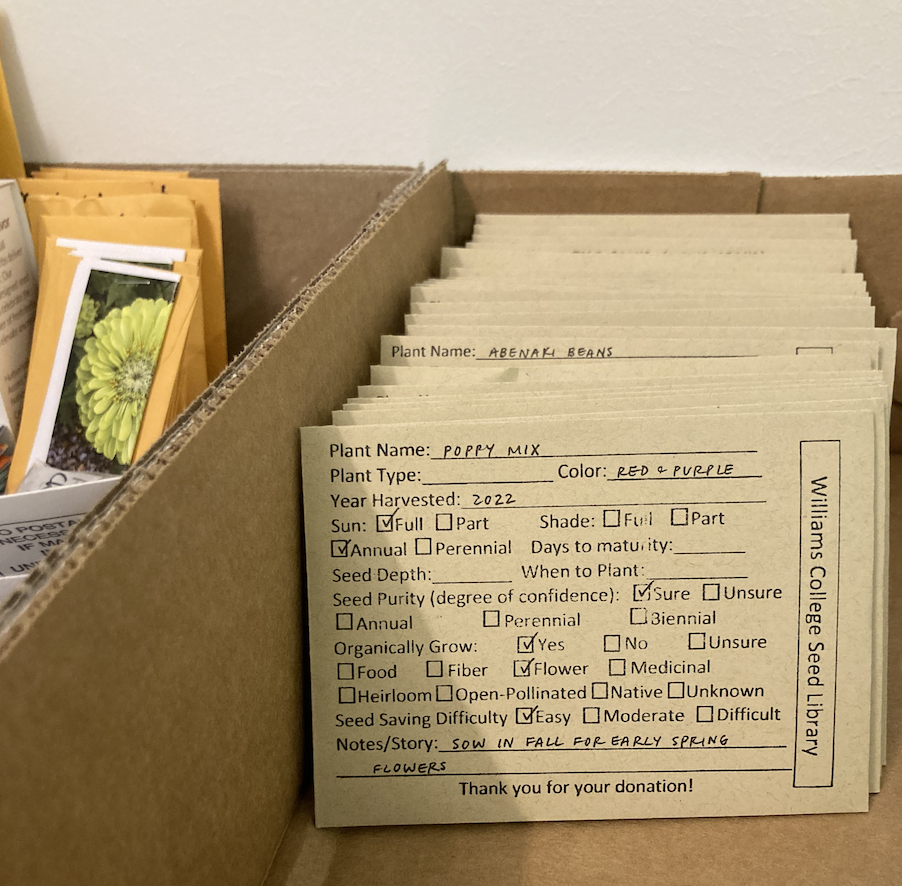 Plant Name: ABENAKI BEANS
Plant Name: POPPY MIX
Plant Type: Color: RED & PURPLE
Year Harvested: 2022
Sun: Full Part Shade: Full Part
Annual Perennial Days to maturity:
Seed Depth: When to Plant:
Seed Purity (degree of confidence): Sure Unsure
Annual Perennial Biennial
Organically Grow: Yes No Unsure
Food Fiber Flower Medicinal
Heirloom Open-Pollinated Native Unknown
Seed Saving Difficulty Easy Moderate Difficult
Notes/Story: SOW IN FALL FOR EARLY SPRING
FLOWERS
Thank you for your donation!
Williams College Seed Library
POSTA
NECES
IF MA